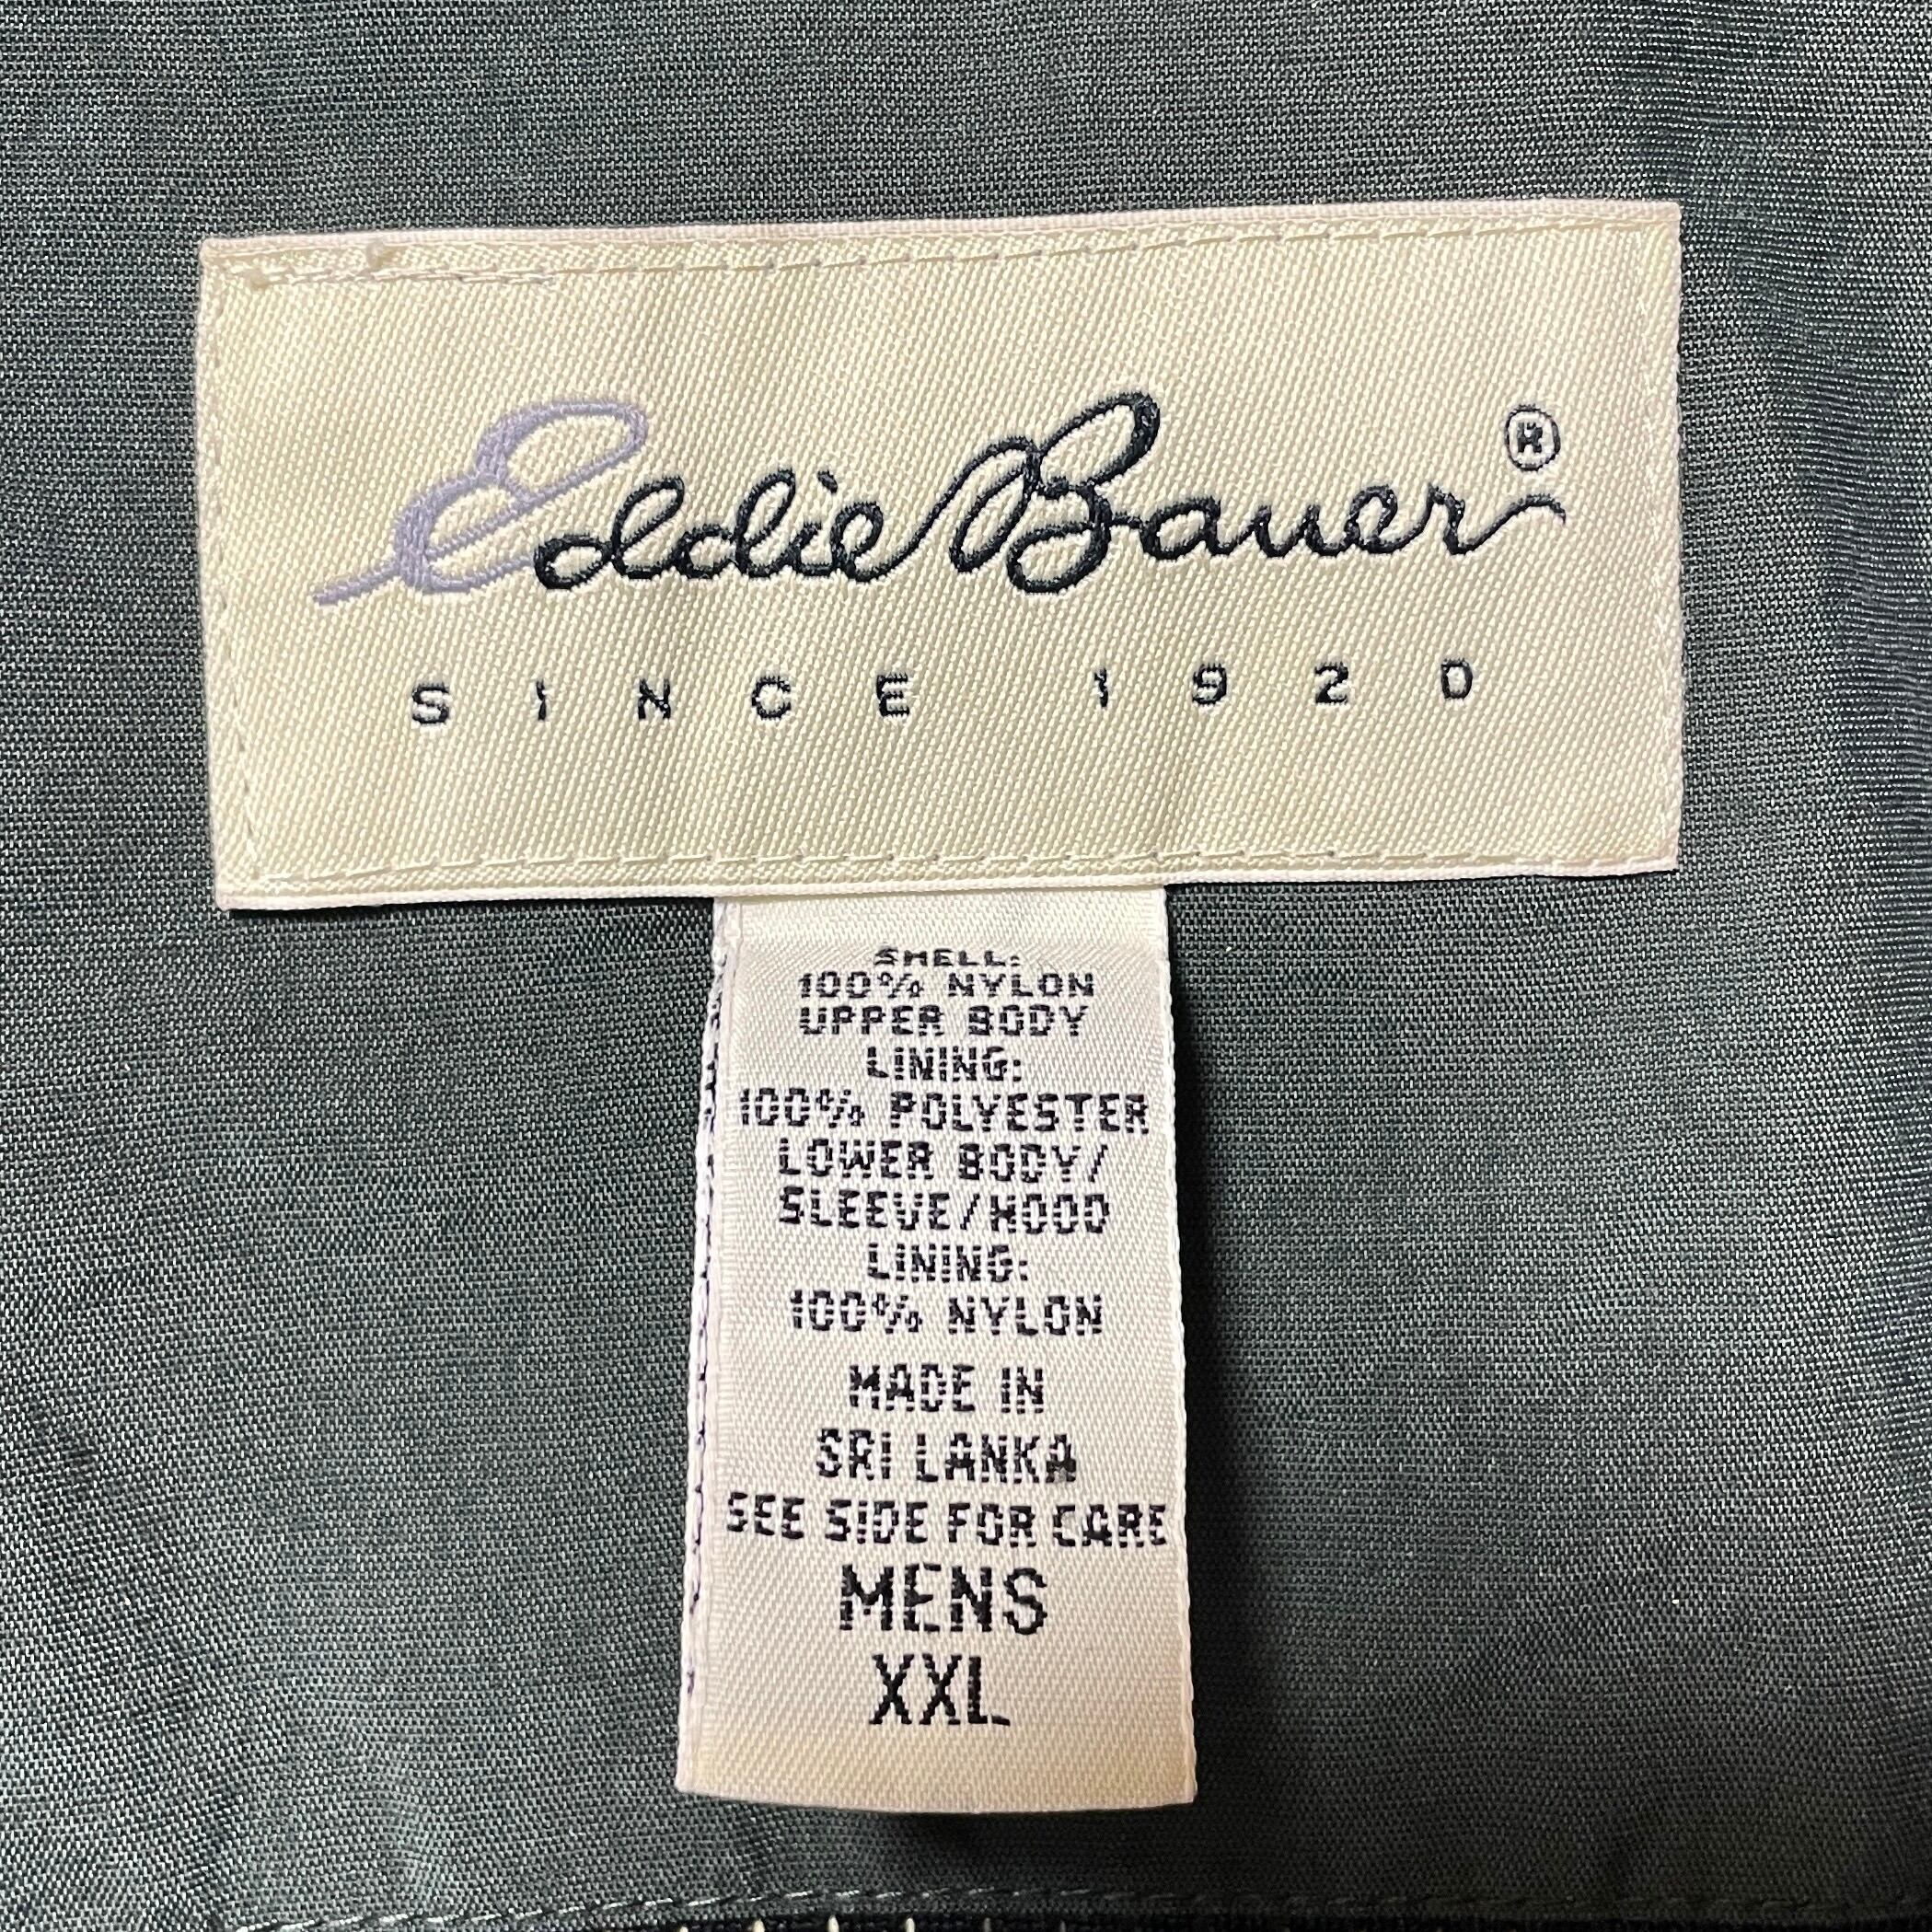 Eddie Bauer®
SINCE 1920
SHELL:
100% NYLON
UPPER BODY
LINING:
100% POLYESTER
LOWER BODY/
SLEEVE/HOOD
LINING:
100% NYLON
MADE IN
SRI LANKA
SEE SIDE FOR CARE
MENS
XXL